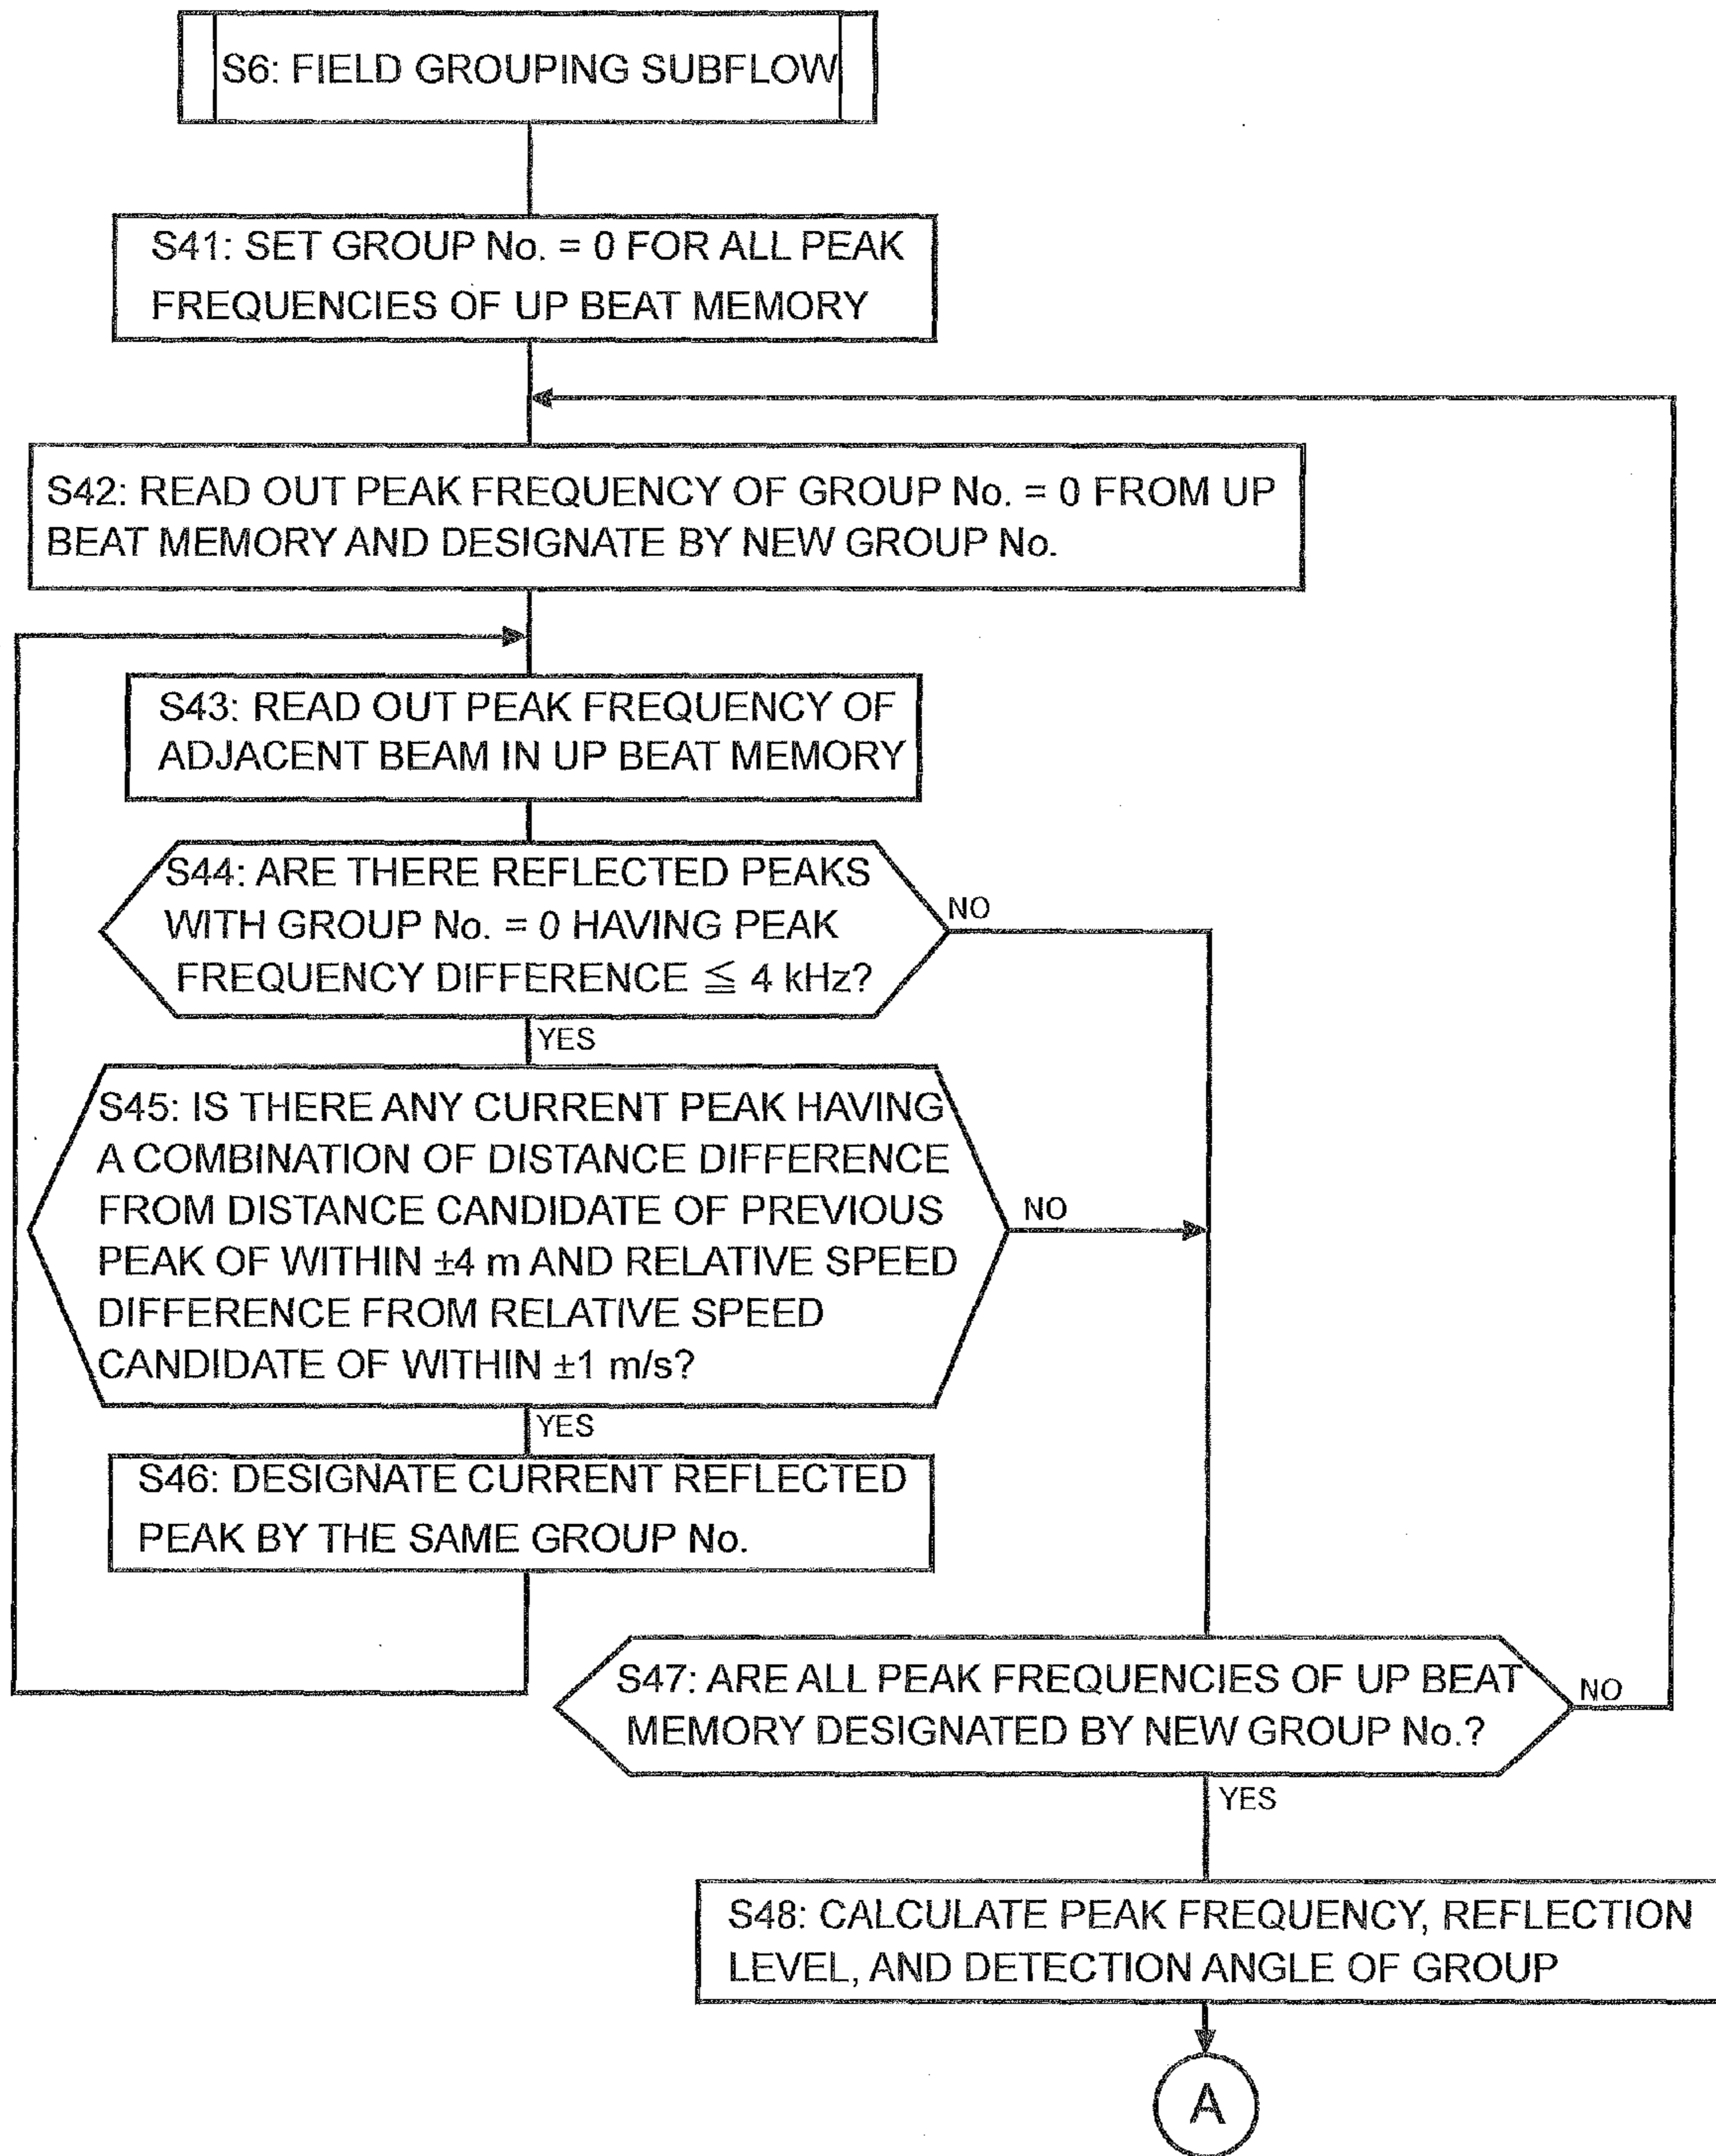 S6: FIELD GROUPING SUBFLOW
S41: SET GROUP No. = 0 FOR ALL PEAK
FREQUENCIES OF UP BEAT MEMORY
S42: READ OUT PEAK FREQUENCY OF GROUP No. = 0 FROM UP
BEAT MEMORY AND DESIGNATE BY NEW GROUP No.
S43: READ OUT PEAK FREQUENCY OF
ADJACENT BEAM IN UP BEAT MEMORY
S44: ARE THERE REFLECTED PEAKS
WITH GROUP No. = 0 HAVING PEAK
FREQUENCY DIFFERENCE ≦ 4 kHz?
NO
YES
S45: IS THERE ANY CURRENT PEAK HAVING
A COMBINATION OF DISTANCE DIFFERENCE
FROM DISTANCE CANDIDATE OF PREVIOUS
PEAK OF WITHIN ±4 m AND RELATIVE SPEED
DIFFERENCE FROM RELATIVE SPEED
CANDIDATE OF WITHIN ±1 m/s?
NO
YES
S46: DESIGNATE CURRENT REFLECTED
PEAK BY THE SAME GROUP No.
S47: ARE ALL PEAK FREQUENCIES OF UP BEAT
MEMORY DESIGNATED BY NEW GROUP No.?
NO
YES
S48: CALCULATE PEAK FREQUENCY, REFLECTION
LEVEL, AND DETECTION ANGLE OF GROUP
A